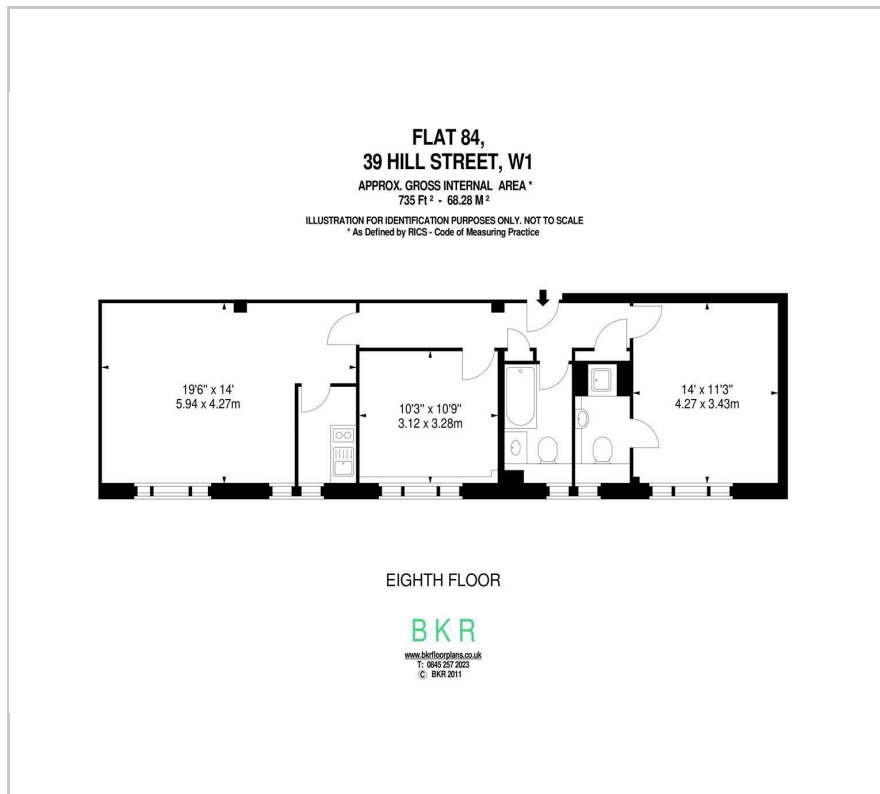 FLAT 84,
39 HILL STREET, W1
APPROX. GROSS INTERNAL AREA *
735 Ft ² - 68.28 M ²
ILLUSTRATION FOR IDENTIFICATION PURPOSES ONLY. NOT TO SCALE
* As Defined by RICS - Code of Measuring Practice
19'6" x 14'
5.94 x 4.27m
10'3" x 10'9"
3.12 x 3.28m
14' x 11'3"
4.27 x 3.43m
EIGHTH FLOOR
BKR
www.bkrfloorplans.co.uk
T: 0845 257 2023
© BKR 2011